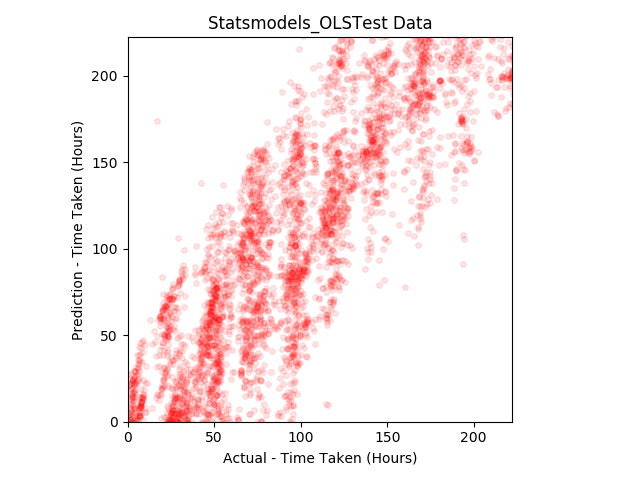 Statsmodels_OLSTest Data
Prediction - Time Taken (Hours)
200
150
100
50
0
0 50 100 150 200
Actual - Time Taken (Hours)